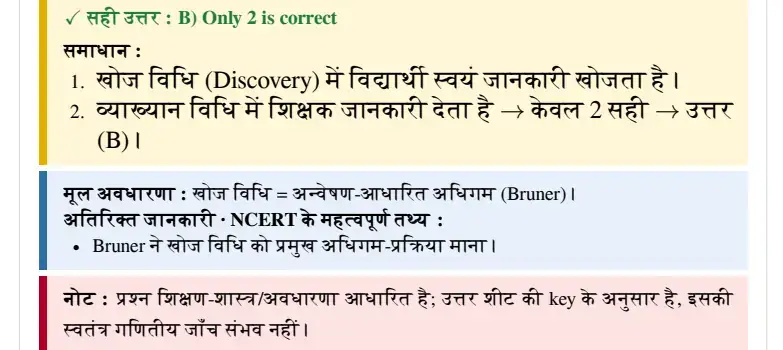 ✓ सही उत्तर : B) Only 2 is correct
समाधान :
1. खोज विधि (Discovery) में विद्यार्थी स्वयं जानकारी खोजता है।
2. व्याख्यान विधि में शिक्षक जानकारी देता है → केवल 2 सही → उत्तर
(B)।
मूल अवधारणा : खोज विधि = अन्वेषण-आधारित अधिगम (Bruner)।
अतिरिक्त जानकारी · NCERT के महत्वपूर्ण तथ्य :
• Bruner ने खोज विधि को प्रमुख अधिगम-प्रक्रिया माना।
नोट : प्रश्न शिक्षण-शास्त्र/अवधारणा आधारित है; उत्तर शीट की key के अनुसार है, इसकी
स्वतंत्र गणितीय जाँच संभव नहीं।